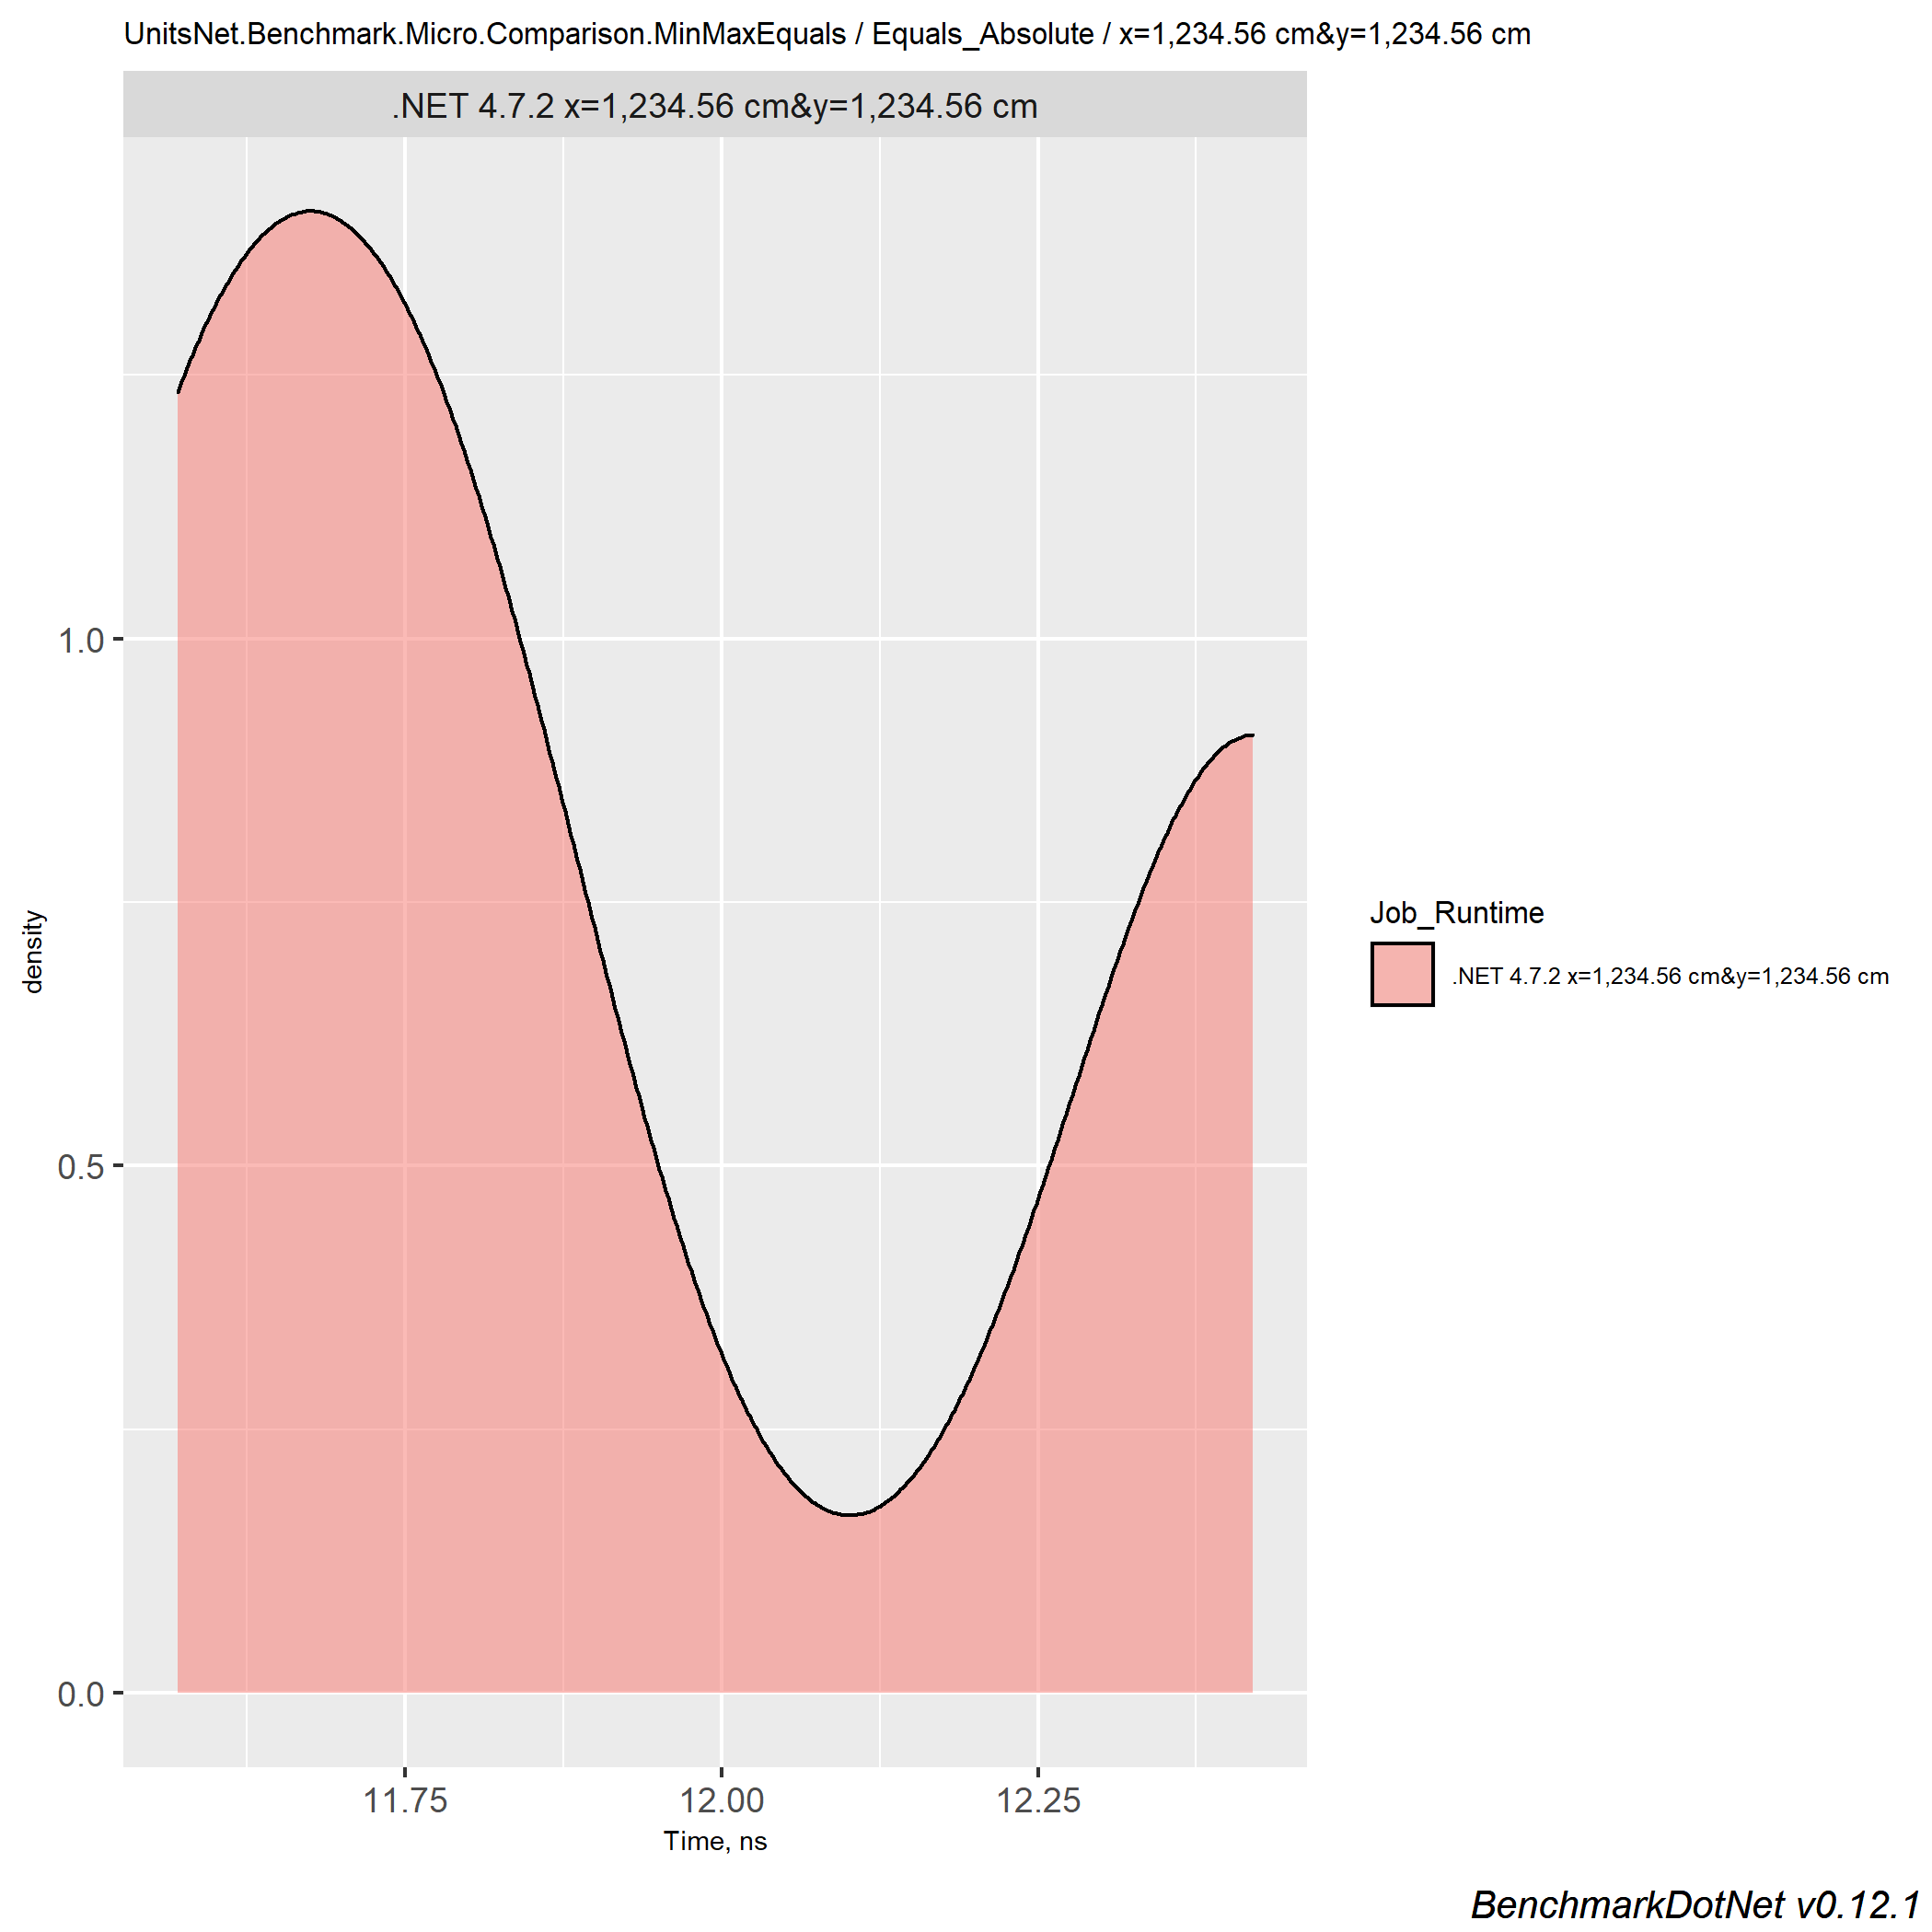 UnitsNet.Benchmark.Micro.Comparison.MinMaxEquals / Equals_Absolute / x=1,234.56 cm&y=1,234.56 cm
.NET 4.7.2 x=1,234.56 cm&y=1,234.56 cm
1.0
0.5
0.0
density
11.75 12.00 12.25
Time, ns
Job_Runtime
.NET 4.7.2 x=1,234.56 cm&y=1,234.56 cm
BenchmarkDotNet v0.12.1